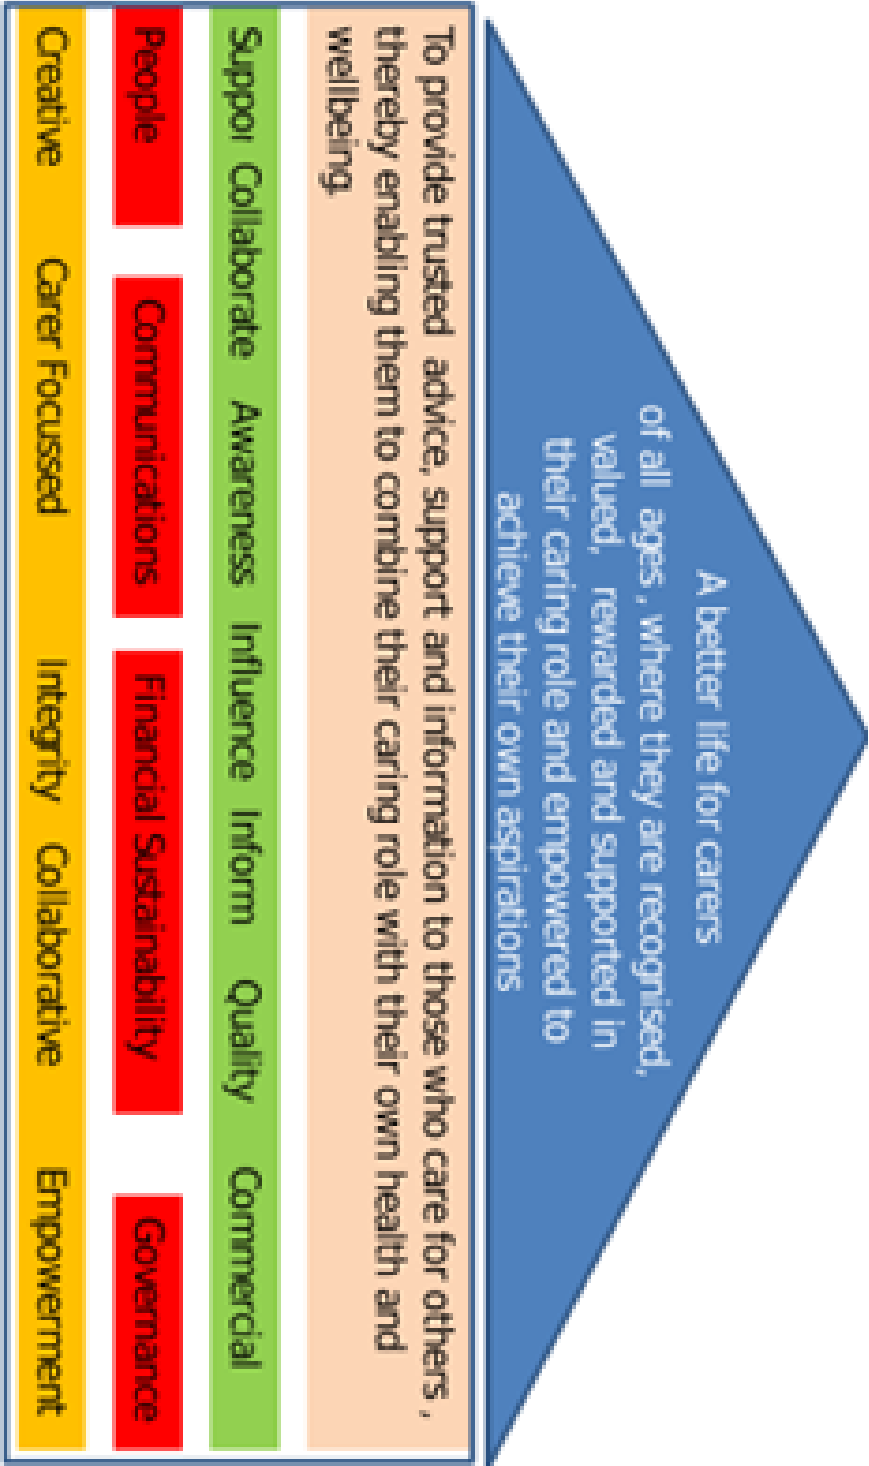 A better life for carers
of all ages, where they are recognised,
valued, rewarded and supported in
their caring role and empowered to
achieve their own aspirations
To provide trusted advice, support and information to those who care for others,
thereby enabling them to combine their caring role with their own health and
wellbeing.
Suppor Collaborate Awareness Influence Inform Quality Commercial
People Communications Financial Sustainability Governance
Creative Carer Focussed Integrity Collaborative Empowerment